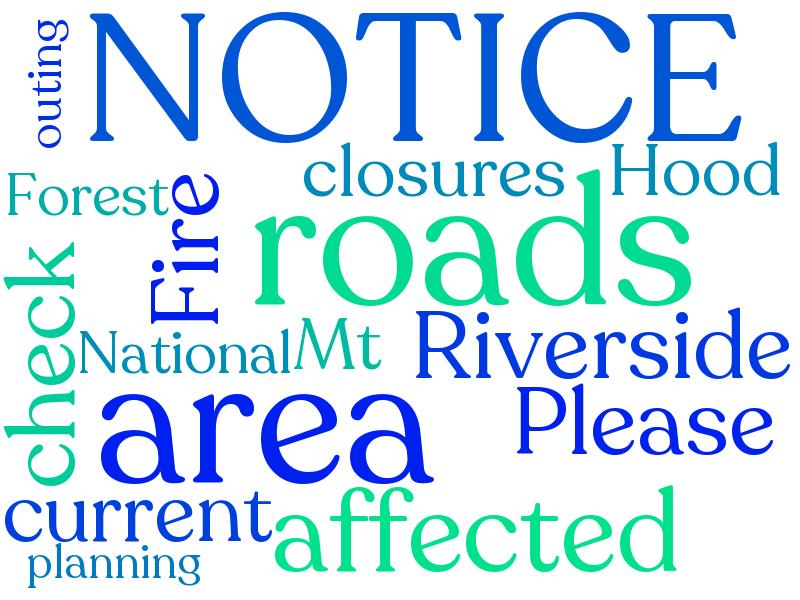 outing
NOTICE
closures
Hood
Forest
Fire
roads
check
National
Mt
Riverside
area
Please
current
affected
planning